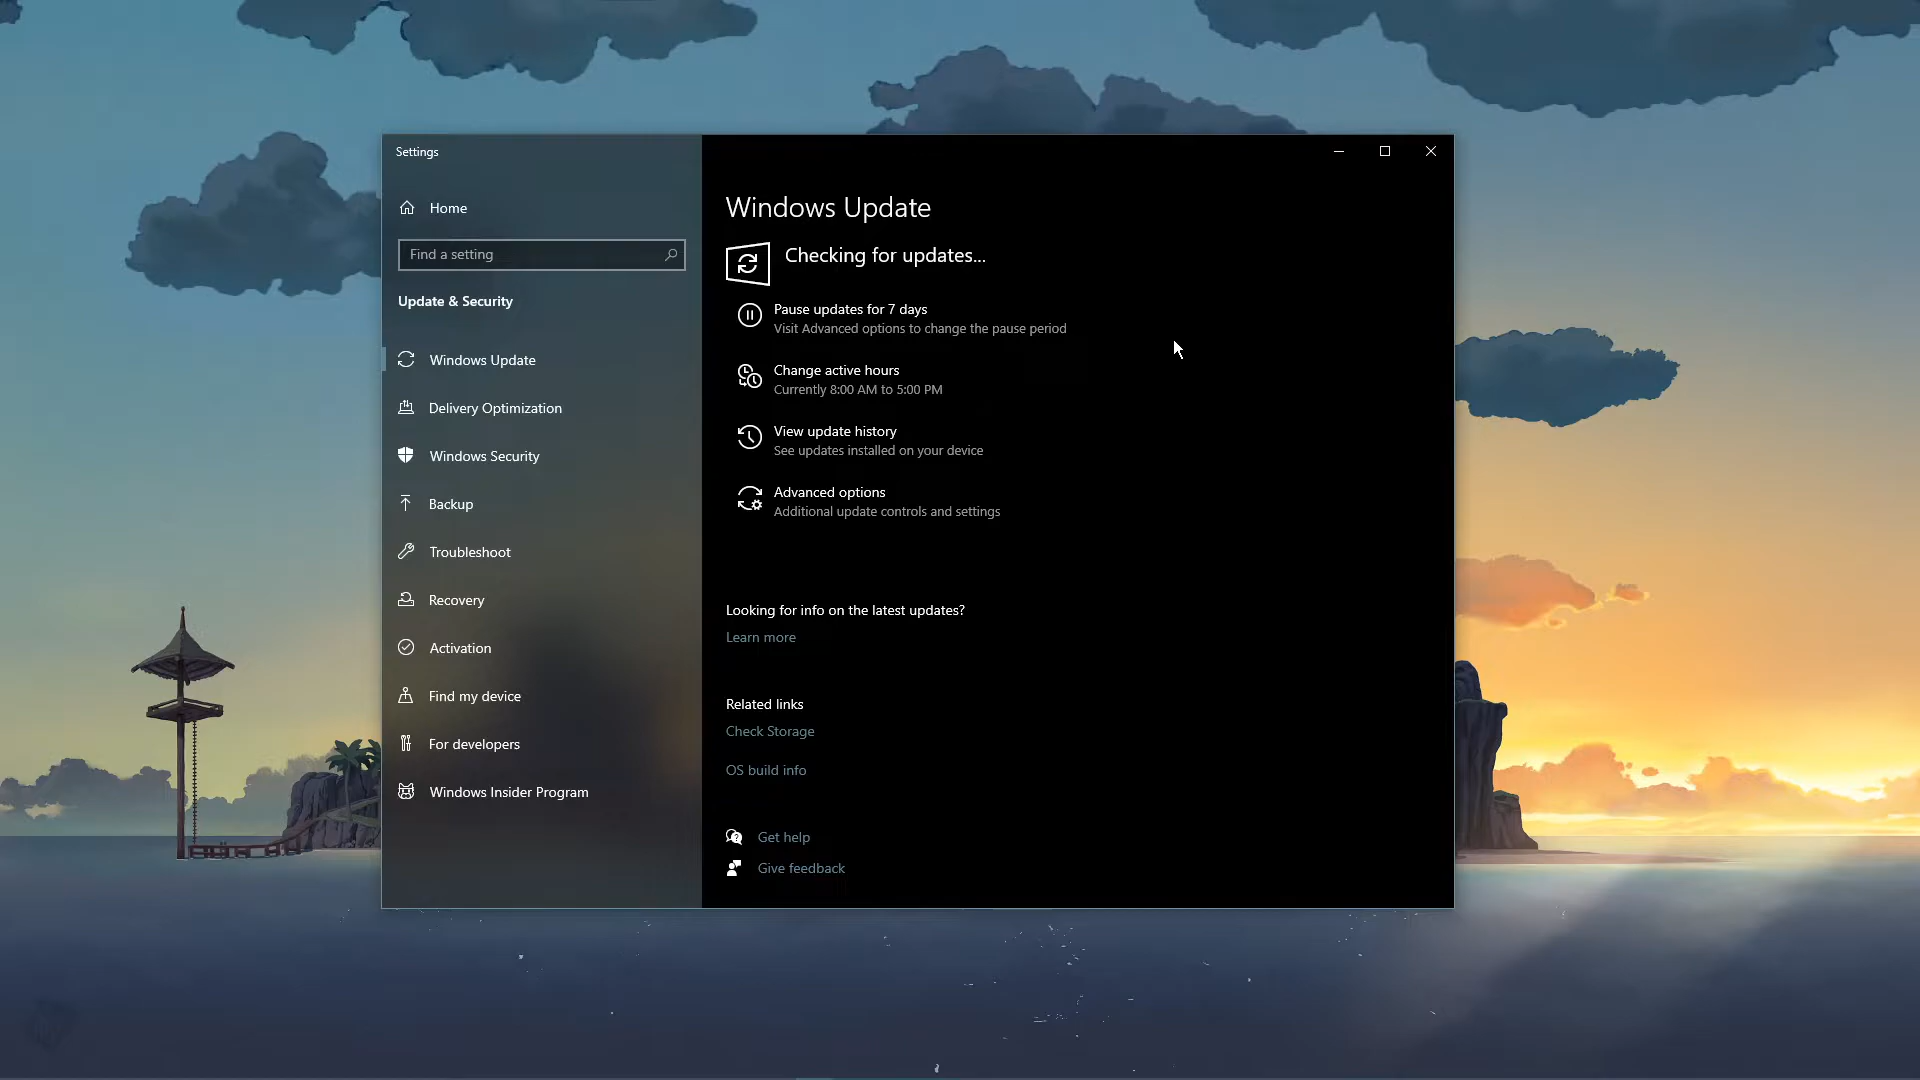 Settings
Home
Find a setting
Update & Security
Windows Update
Delivery Optimization
Windows Security
Backup
Troubleshoot
Recovery
Activation
Find my device
For developers
Windows Insider Program
Windows Update
Checking for updates...
Pause updates for 7 days
Visit Advanced options to change the pause period
Change active hours
Currently 8:00 AM to 5:00 PM
View update history
See updates installed on your device
Advanced options
Additional update controls and settings
Looking for info on the latest updates?
Learn more
Related links
Check Storage
OS build info
Get help
Give feedback